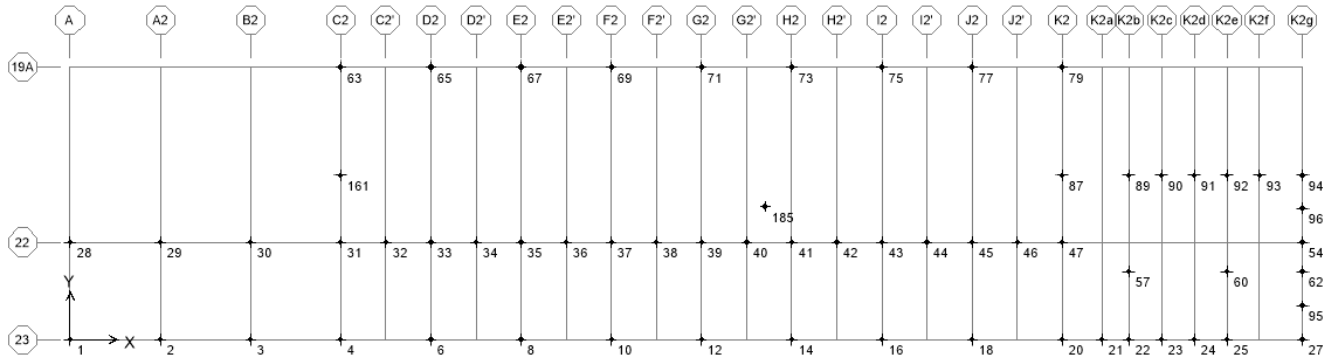 A A2 B2 C2 C2' D2 D2' E2 E2' F2 F2' G2 G2' H2 H2' I2 I2' J2 J2' K2 K2a K2b K2c K2d K2e K2f K2g
19A
63 65 67 69 71 73 75 77 79
161 87 89 90 91 92 93 94
185 96
22
28 29 30 31 32 33 34 35 36 37 38 39 40 41 42 43 44 45 46 47 54
Y 57 60 62
95
23 X
1 2 3 4 6 8 10 12 14 16 18 20 21 22 23 24 25 27